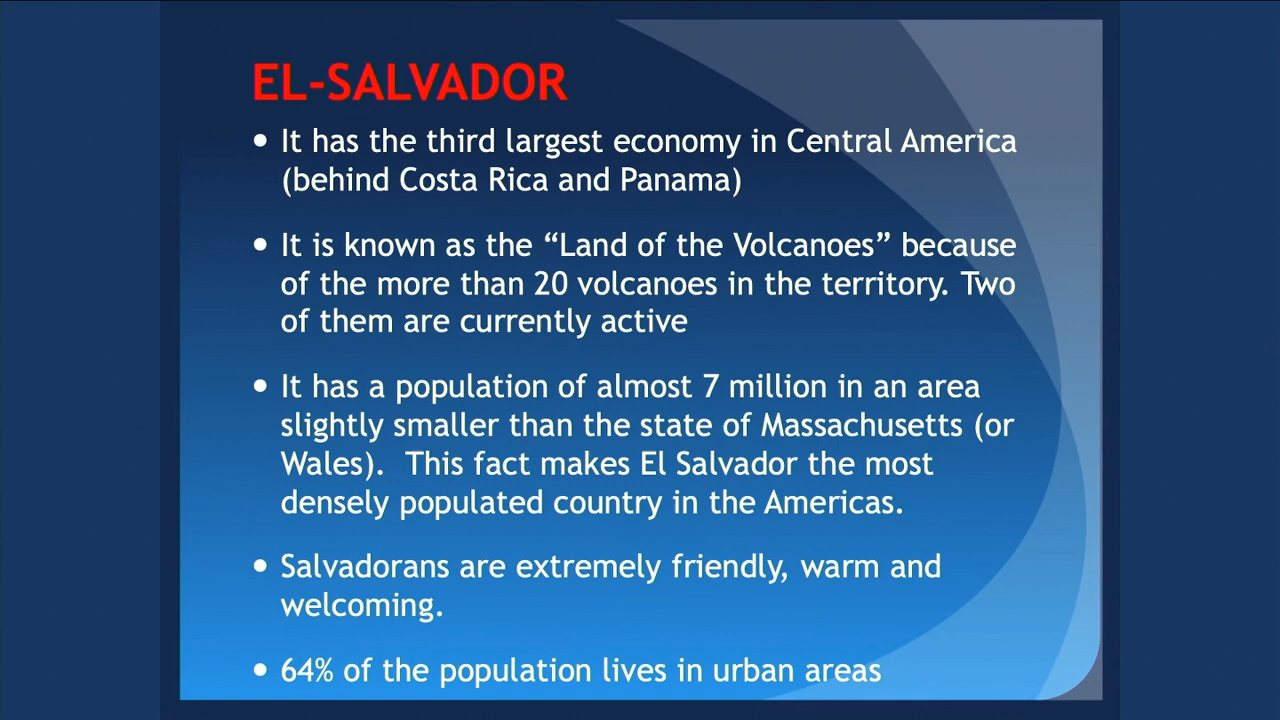 EL-SALVADOR
• It has the third largest economy in Central America
(behind Costa Rica and Panama)
• It is known as the “Land of the Volcanoes” because
of the more than 20 volcanoes in the territory. Two
of them are currently active
• It has a population of almost 7 million in an area
slightly smaller than the state of Massachusetts (or
Wales).  This fact makes El Salvador the most
densely populated country in the Americas.
• Salvadorans are extremely friendly, warm and
welcoming.
• 64% of the population lives in urban areas